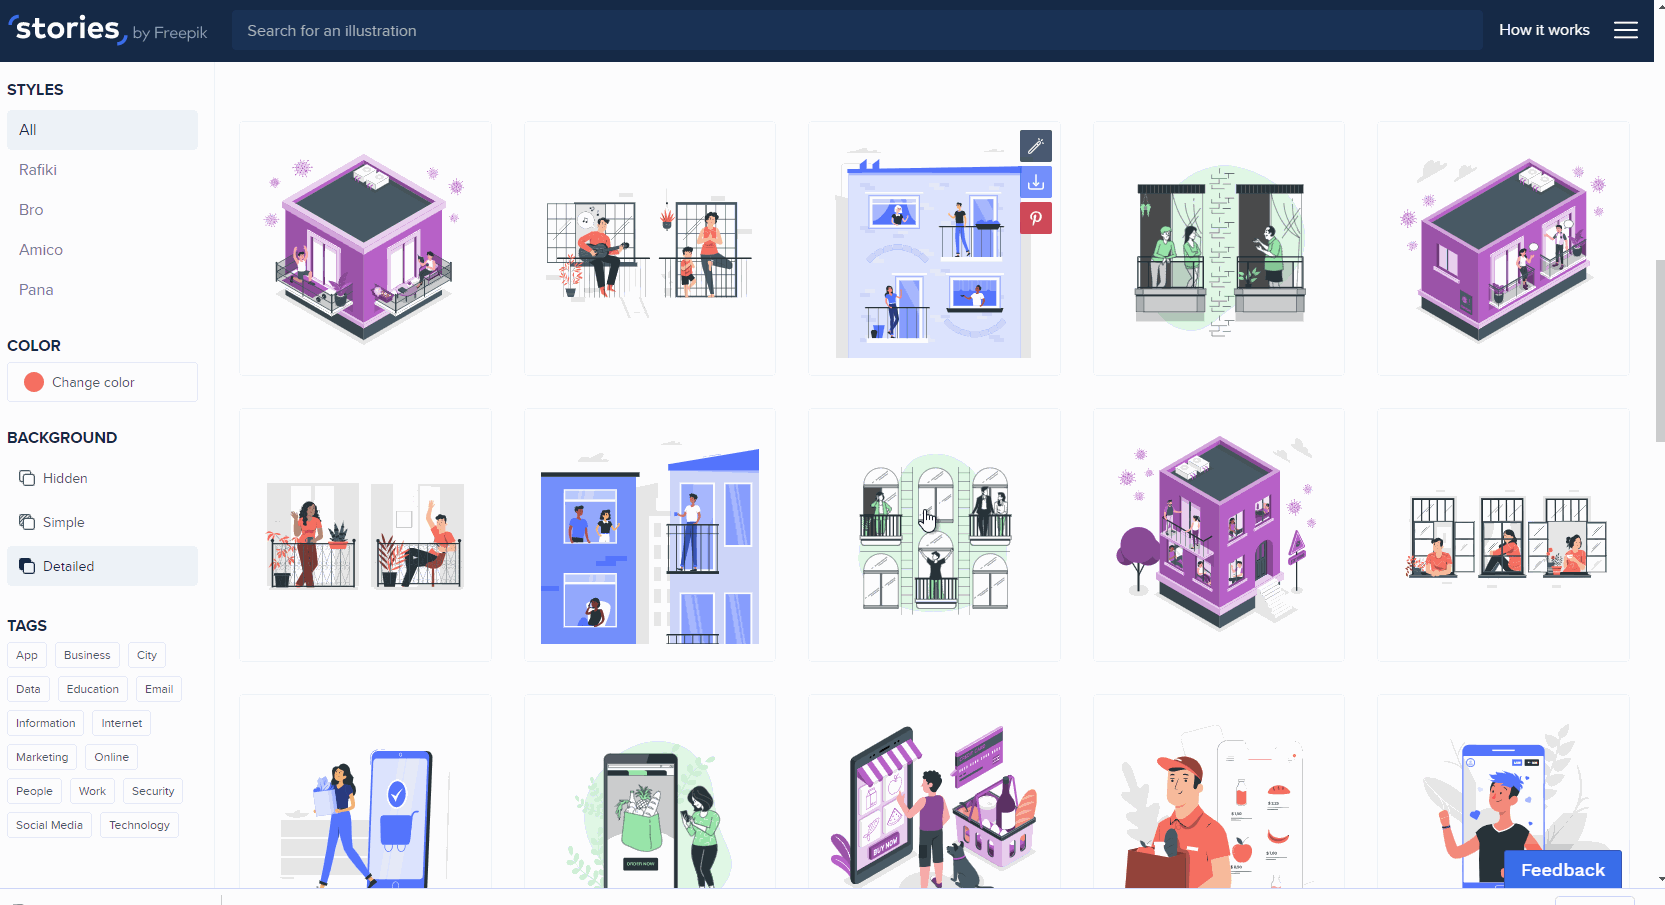 stories by Freepik
Search for an illustration
How it works
STYLES
All
Rafiki
Bro
Amico
Pana
COLOR
Change color
BACKGROUND
Hidden
Simple
Detailed
TAGS
App Business City
Data Education Email
Information Internet
Marketing Online
People Work Security
Social Media Technology
ORDER NOW
BUY NOW
Feedback